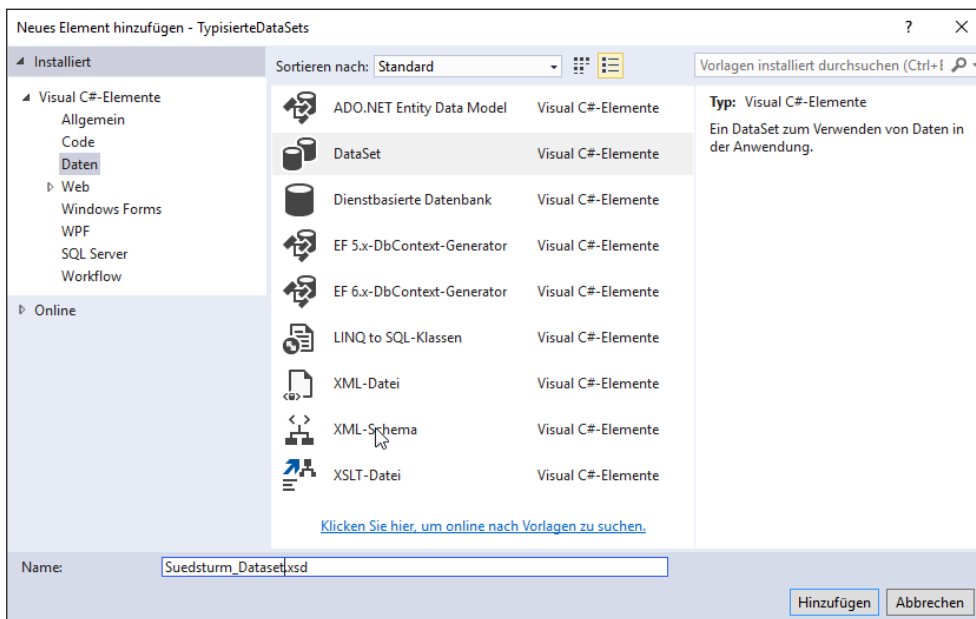 Neues Element hinzufügen - TypisierteDataSets
?
Installiert
Sortieren nach: Standard
Vorlagen installiert durchsuchen (Ctrl+E
Visual C#-Elemente
Allgemein
Code
Daten
Web
Windows Forms
WPF
SQL Server
Workflow
Online
ADO.NET Entity Data Model Visual C#-Elemente
DataSet Visual C#-Elemente
Dienstbasierte Datenbank Visual C#-Elemente
EF 5.x-DbContext-Generator Visual C#-Elemente
EF 6.x-DbContext-Generator Visual C#-Elemente
LINQ to SQL-Klassen Visual C#-Elemente
XML-Datei Visual C#-Elemente
XML-Schema Visual C#-Elemente
XSLT-Datei Visual C#-Elemente
Klicken Sie hier, um online nach Vorlagen zu suchen.
Typ: Visual C#-Elemente
Ein DataSet zum Verwenden von Daten in
der Anwendung.
Name: Suedsturm_Dataset.xsd
Hinzufügen Abbrechen